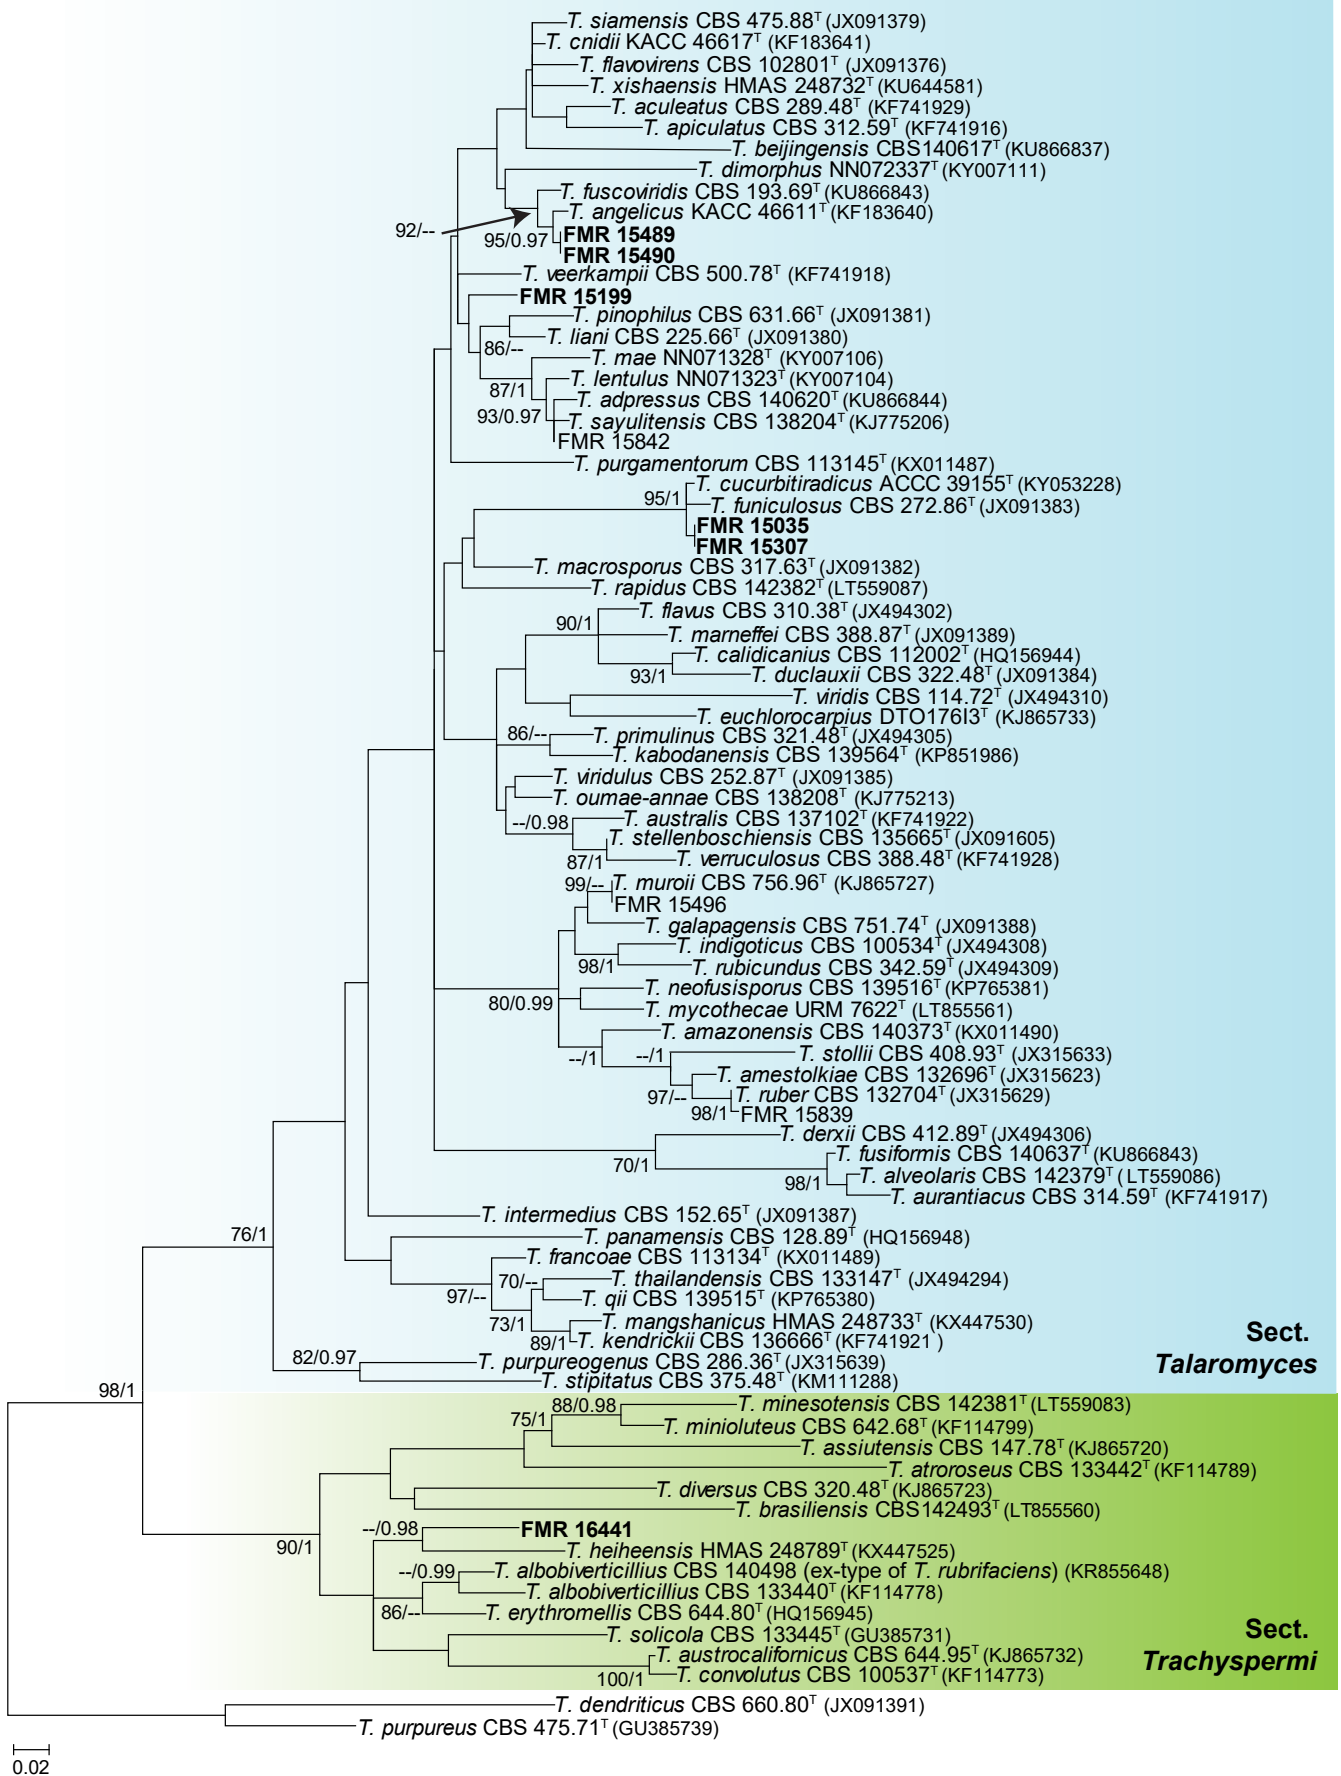 T. siamensis CBS 475.88T (JX091379)
T. cnidii KACC 46617T (KF183641)
T. flavovirens CBS 102801T (JX091376)
T. xishaensis HMAS 248732T (KU644581)
T. aculeatus CBS 289.48T (KF741929)
T. apiculatus CBS 312.59T (KF741916)
T. beijingensis CBS140617T (KU866837)
T. dimorphus NN072337T (KY007111)
T. fuscoviridis CBS 193.69T (KU866843)
T. angelicus KACC 46611T (KF183640)
92/--
95/0.97
FMR 15489
FMR 15490
T. veerkampii CBS 500.78T (KF741918)
FMR 15199
T. pinophilus CBS 631.66T (JX091381)
T. liani CBS 225.66T (JX091380)
86/--
T. mae NN071328T (KY007106)
T. lentulus NN071323T (KY007104)
87/1
T. adpressus CBS 140620T (KU866844)
93/0.97
T. sayulitensis CBS 138204T (KJ775206)
FMR 15842
T. purgamentorum CBS 113145T (KX011487)
T. cucurbitiradicus ACCC 39155T (KY053228)
95/1
T. funiculosus CBS 272.86T (JX091383)
FMR 15035
FMR 15307
T. macrosporus CBS 317.63T (JX091382)
T. rapidus CBS 142382T (LT559087)
T. flavus CBS 310.38T (JX494302)
90/1
T. marneffei CBS 388.87T (JX091389)
T. calidicanius CBS 112002T (HQ156944)
93/1
T. duclauxii CBS 322.48T (JX091384)
T. viridis CBS 114.72T (JX494310)
T. euchlorocarpius DTO176I3T (KJ865733)
86/--
T. primulinus CBS 321.48T (JX494305)
T. kabodanensis CBS 139564T (KP851986)
T. viridulus CBS 252.87T (JX091385)
T. oumae-annae CBS 138208T (KJ775213)
--/0.98
T. australis CBS 137102T (KF741922)
T. stellenboschiensis CBS 135665T (JX091605)
87/1
T. verruculosus CBS 388.48T (KF741928)
99/--
T. muroii CBS 756.96T (KJ865727)
FMR 15496
T. galapagensis CBS 751.74T (JX091388)
T. indigoticus CBS 100534T (JX494308)
98/1
T. rubicundus CBS 342.59T (JX494309)
T. neofusisporus CBS 139516T (KP765381)
80/0.99
T. mycothecae URM 7622T (LT855561)
T. amazonensis CBS 140373T (KX011490)
--/1
--/1
T. stollii CBS 408.93T (JX315633)
T. amestolkiae CBS 132696T (JX315623)
97/--
T. ruber CBS 132704T (JX315629)
98/1
FMR 15839
T. derxii CBS 412.89T (JX494306)
70/1
T. fusiformis CBS 140637T (KU866843)
98/1
T. alveolaris CBS 142379T ( LT559086)
T. aurantiacus CBS 314.59T (KF741917)
T. intermedius CBS 152.65T (JX091387)
76/1
T. panamensis CBS 128.89T (HQ156948)
T. francoae CBS 113134T (KX011489)
70/--
T. thailandensis CBS 133147T (JX494294)
97/--
T. qii CBS 139515T (KP765380)
73/1
T. mangshanicus HMAS 248733T (KX447530)
89/1
T. kendrickii CBS 136666T (KF741921 )
Sect.
Talaromyces
82/0.97
T. purpureogenus CBS 286.36T (JX315639)
T. stipitatus CBS 375.48T (KM111288)
98/1
88/0.98
T. minesotensis CBS 142381T (LT559083)
75/1
T. minioluteus CBS 642.68T (KF114799)
T. assiutensis CBS 147.78T (KJ865720)
T. atroroseus CBS 133442T (KF114789)
T. diversus CBS 320.48T (KJ865723)
T. brasiliensis CBS142493T (LT855560)
--/0.98
FMR 16441
90/1
T. heiheensis HMAS 248789T (KX447525)
--/0.99
T. albobiverticillius CBS 140498 (ex-type of T. rubrifaciens) (KR855648)
T. albobiverticillius CBS 133440T (KF114778)
86/--
T. erythromellis CBS 644.80T (HQ156945)
T. solicola CBS 133445T (GU385731)
T. austrocalifornicus CBS 644.95T (KJ865732)
100/1
T. convolutus CBS 100537T (KF114773)
Sect.
Trachyspermi
T. dendriticus CBS 660.80T (JX091391)
T. purpureus CBS 475.71T (GU385739)
0.02